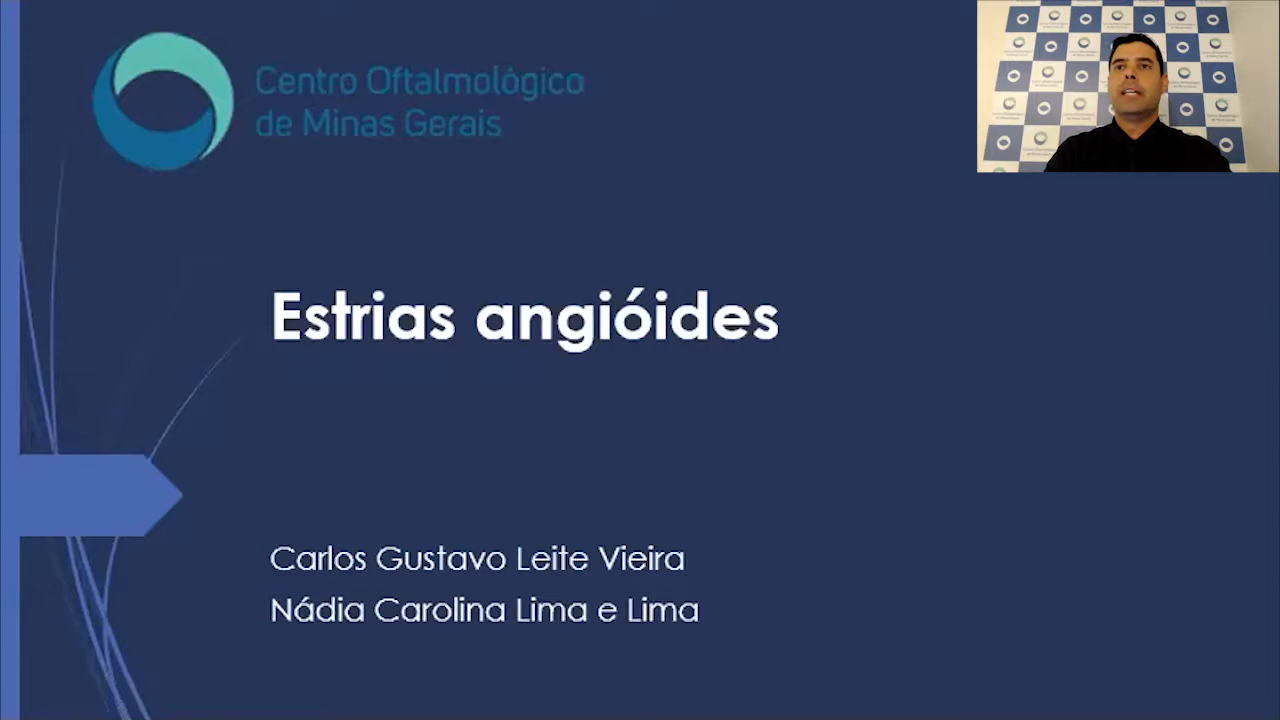 Centro Oftalmológico
de Minas Gerais
Estrias angióides
Carlos Gustavo Leite Vieira
Nádia Carolina Lima e Lima